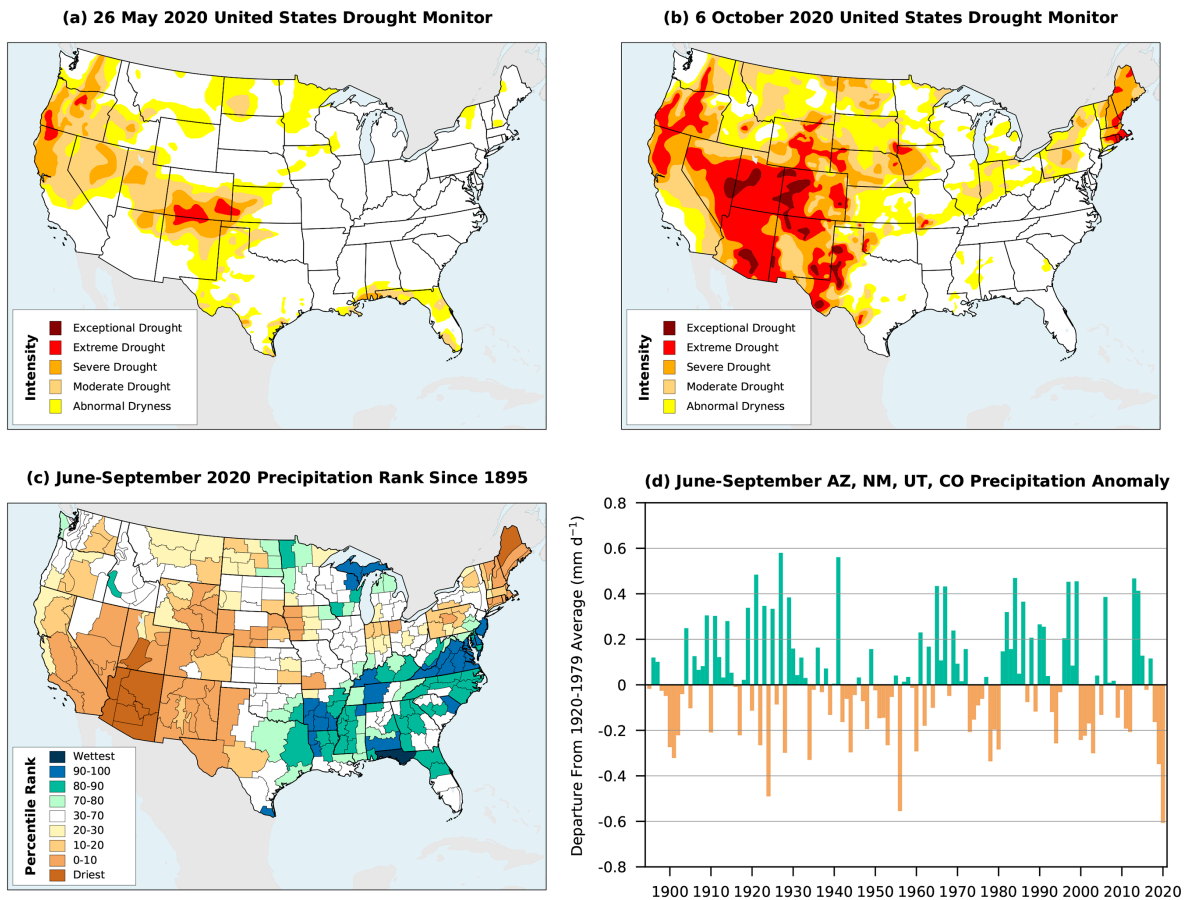 (a) 26 May 2020 United States Drought Monitor
Intensity
Exceptional Drought
Extreme Drought
Severe Drought
Moderate Drought
Abnormal Dryness
(b) 6 October 2020 United States Drought Monitor
Intensity
Exceptional Drought
Extreme Drought
Severe Drought
Moderate Drought
Abnormal Dryness
(c) June-September 2020 Precipitation Rank Since 1895
Percentile Rank
Wettest
90-100
80-90
70-80
30-70
20-30
10-20
0-10
Driest
(d) June-September AZ, NM, UT, CO Precipitation Anomaly
Departure From 1920-1979 Average (mm d⁻¹)
0.8
0.6
0.4
0.2
0
-0.2
-0.4
-0.6
-0.8
1900 1910 1920 1930 1940 1950 1960 1970 1980 1990 2000 2010 2020